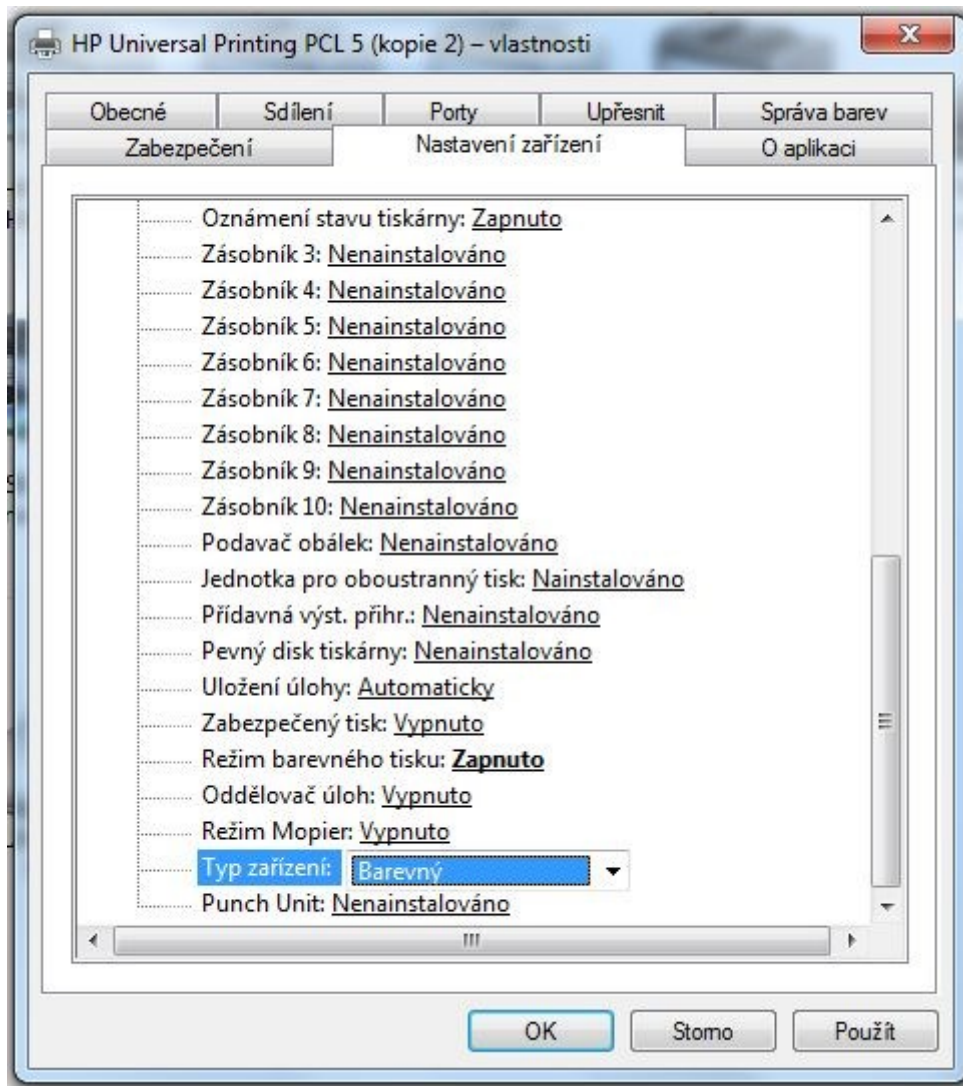 HP Universal Printing PCL 5 (kopie 2) – vlastnosti
Obecné Sdílení Porty Upřesnit Správa barev
Zabezpečení Nastavení zařízení O aplikaci
Oznámení stavu tiskárny: Zapnuto
Zásobník 3: Nenainstalováno
Zásobník 4: Nenainstalováno
Zásobník 5: Nenainstalováno
Zásobník 6: Nenainstalováno
Zásobník 7: Nenainstalováno
Zásobník 8: Nenainstalováno
Zásobník 9: Nenainstalováno
Zásobník 10: Nenainstalováno
Podavač obálek: Nenainstalováno
Jednotka pro oboustranný tisk: Nainstalováno
Přídavná výst. přihr.: Nenainstalováno
Pevný disk tiskárny: Nenainstalováno
Uložení úlohy: Automaticky
Zabezpečený tisk: Vypnuto
Režim barevného tisku: Zapnuto
Oddělovač úloh: Vypnuto
Režim Mopier: Vypnuto
Typ zařízení: Barevný
Punch Unit: Nenainstalováno
OK Storno Použít